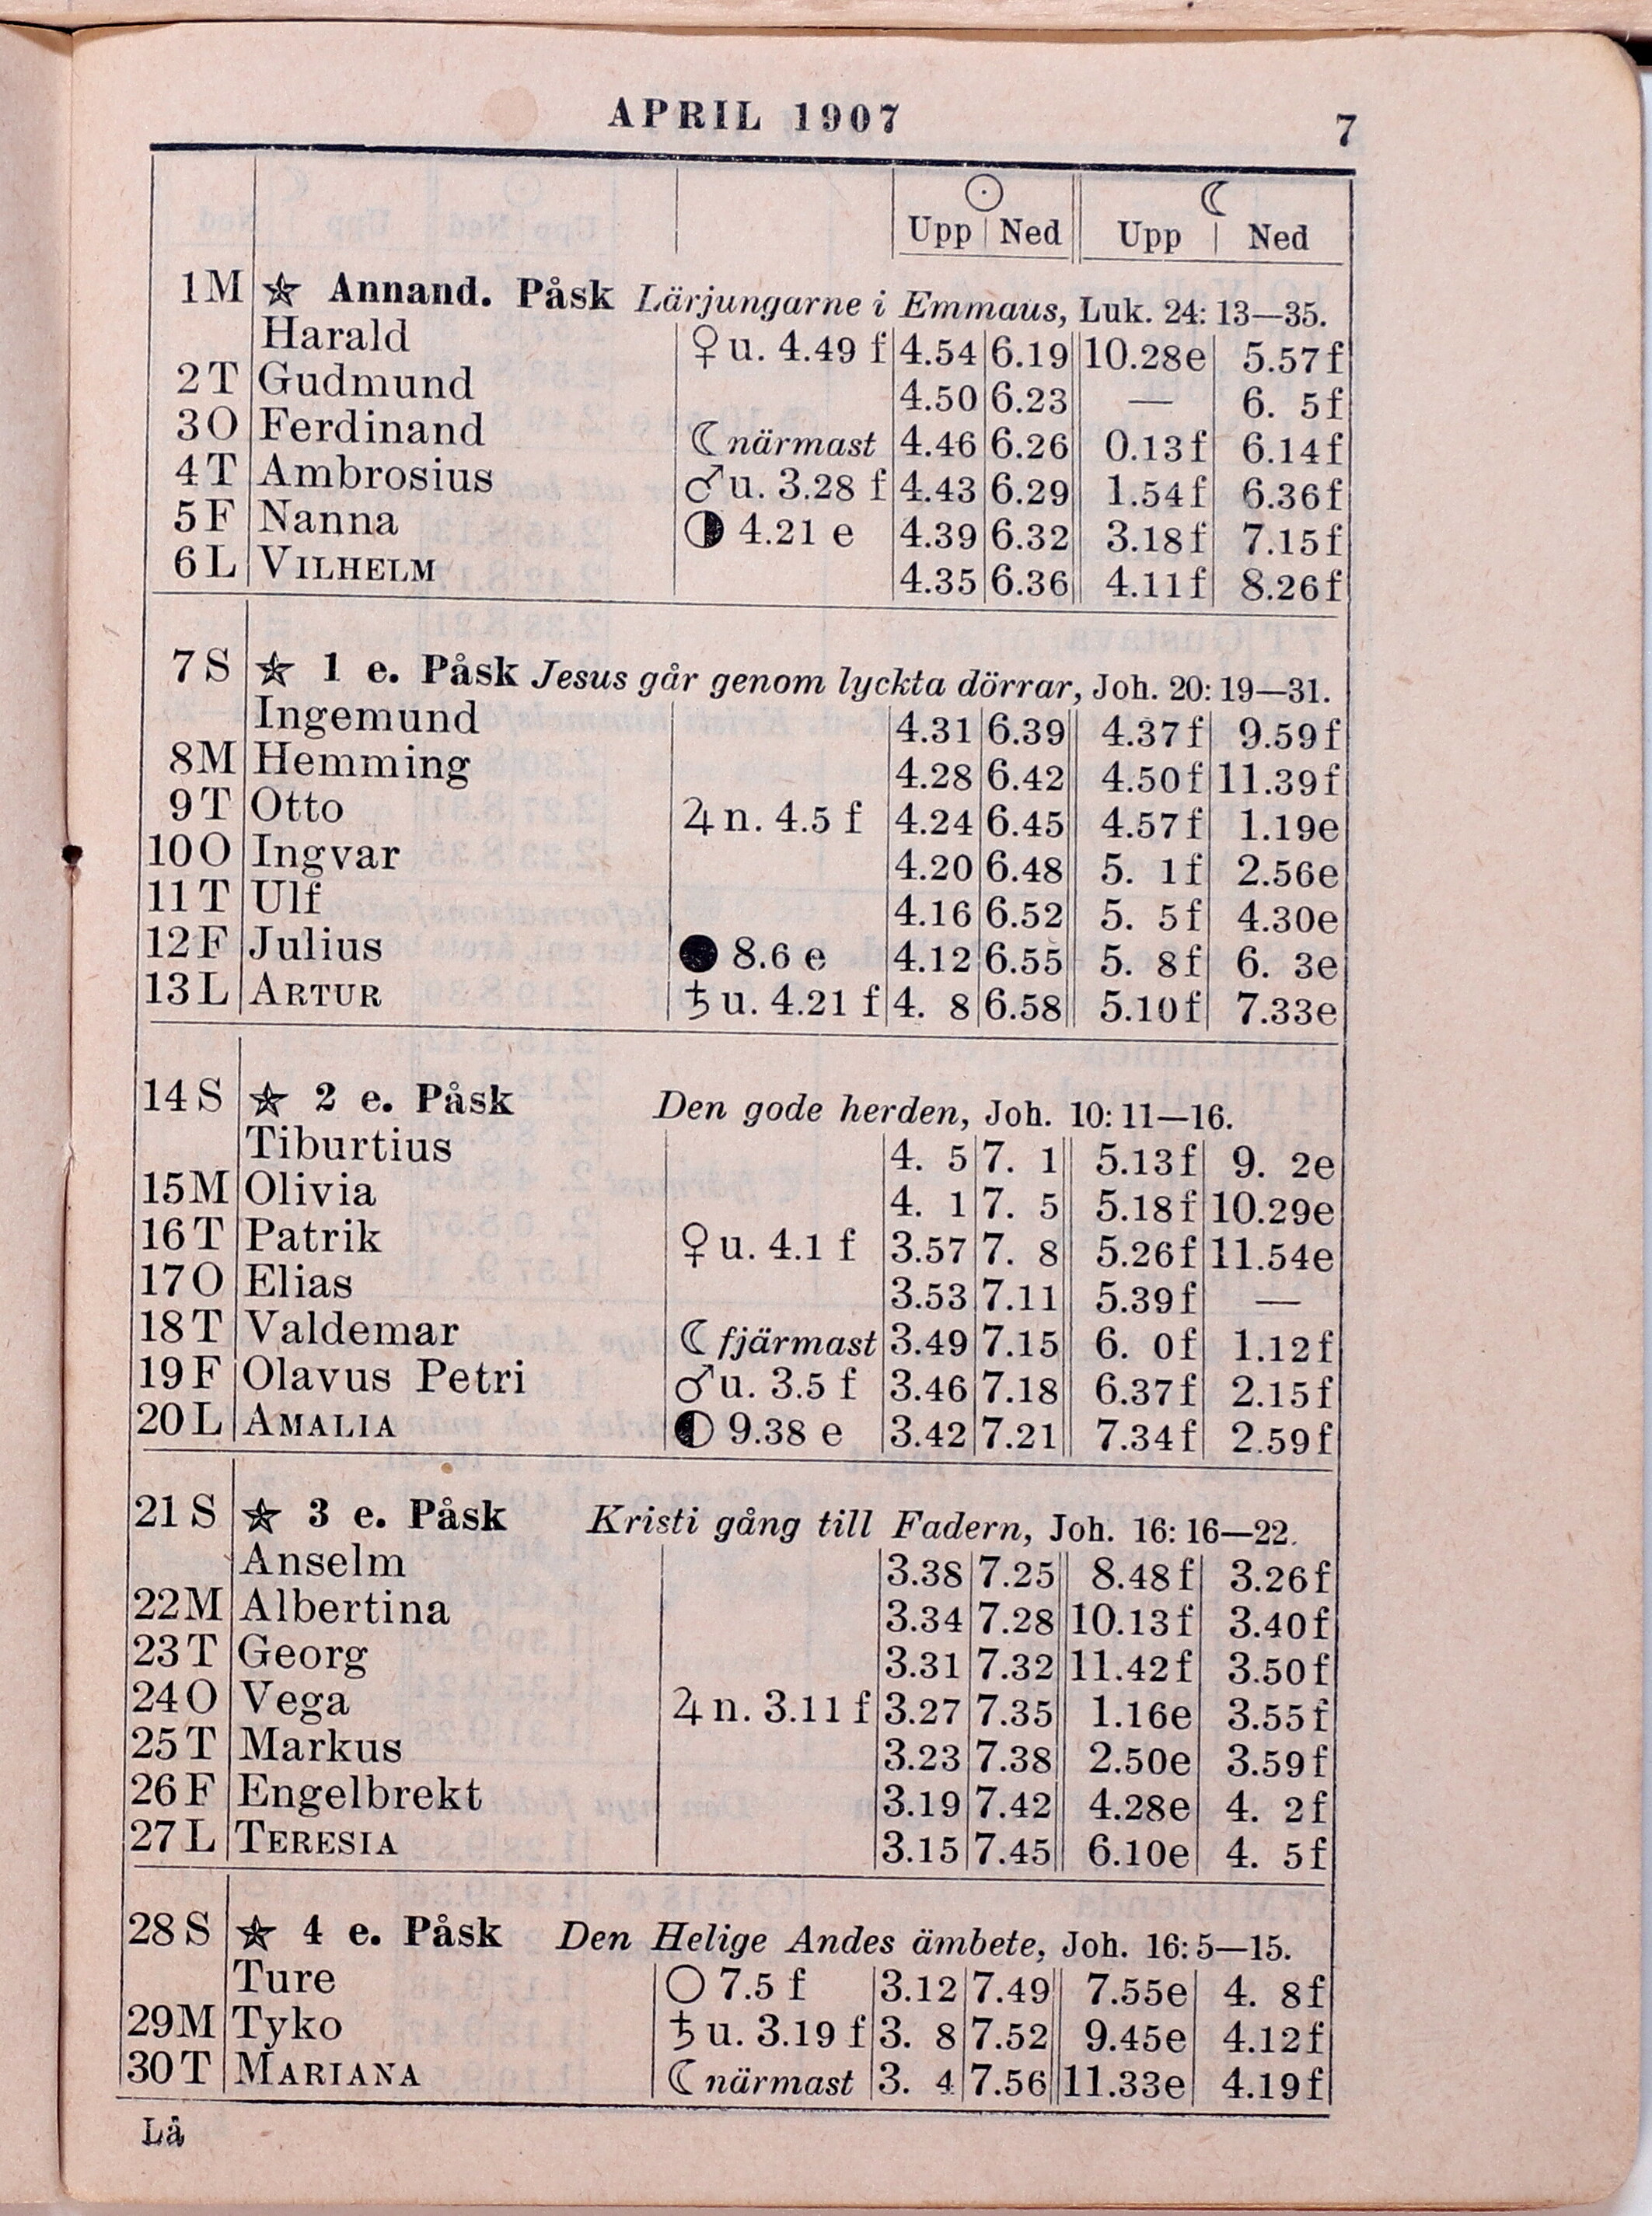 APRIL 1907
7
☉ ☾
Upp Ned Upp Ned
1 M ☆ Annand. Påsk Lärjungarne i Emmaus, Luk. 24: 13—35.
Harald ♀ u. 4.49 f 4.54 6.19 10.28e 5.57f
2 T Gudmund 4.50 6.23 — 6. 5f
3 O Ferdinand ☾ närmast 4.46 6.26 0.13f 6.14f
4 T Ambrosius ♂ u. 3.28 f 4.43 6.29 1.54f 6.36f
5 F Nanna ◑ 4.21 e 4.39 6.32 3.18f 7.15f
6 L VILHELM 4.35 6.36 4.11f 8.26f
7 S ☆ 1 e. Påsk Jesus går genom lyckta dörrar, Joh. 20: 19—31.
Ingemund 4.31 6.39 4.37f 9.59f
8 M Hemming 4.28 6.42 4.50f 11.39f
9 T Otto ♃ n. 4.5 f 4.24 6.45 4.57f 1.19e
10 O Ingvar 4.20 6.48 5. 1f 2.56e
11 T Ulf 4.16 6.52 5. 5f 4.30e
12 F Julius ● 8.6 e 4.12 6.55 5. 8f 6. 3e
13 L ARTUR ♄ u. 4.21 f 4. 8 6.58 5.10f 7.33e
14 S ☆ 2 e. Påsk Den gode herden, Joh. 10: 11—16.
Tiburtius 4. 5 7. 1 5.13f 9. 2e
15 M Olivia 4. 1 7. 5 5.18f 10.29e
16 T Patrik ♀ u. 4.1 f 3.57 7. 8 5.26f 11.54e
17 O Elias 3.53 7.11 5.39f —
18 T Valdemar ☾ fjärmast 3.49 7.15 6. 0f 1.12f
19 F Olavus Petri ♂ u. 3.5 f 3.46 7.18 6.37f 2.15f
20 L AMALIA ◐ 9.38 e 3.42 7.21 7.34f 2.59f
21 S ☆ 3 e. Påsk Kristi gång till Fadern, Joh. 16: 16—22.
Anselm 3.38 7.25 8.48f 3.26f
22 M Albertina 3.34 7.28 10.13f 3.40f
23 T Georg 3.31 7.32 11.42f 3.50f
24 O Vega ♃ n. 3.11 f 3.27 7.35 1.16e 3.55f
25 T Markus 3.23 7.38 2.50e 3.59f
26 F Engelbrekt 3.19 7.42 4.28e 4. 2f
27 L TERESIA 3.15 7.45 6.10e 4. 5f
28 S ☆ 4 e. Påsk Den Helige Andes ämbete, Joh. 16: 5—15.
Ture ○ 7.5 f 3.12 7.49 7.55e 4. 8f
29 M Tyko ♄ u. 3.19 f 3. 8 7.52 9.45e 4.12f
30 T MARIANA ☾ närmast 3. 4 7.56 11.33e 4.19f
Lå